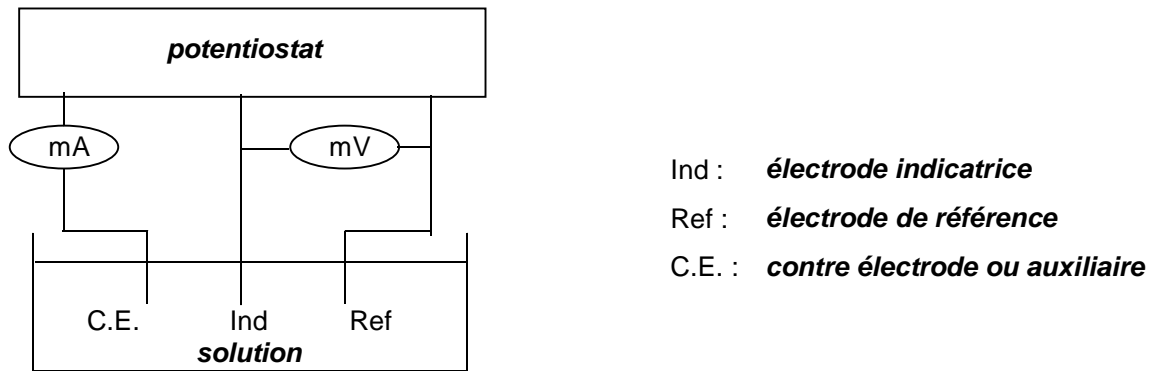 potentiostat
mA
mV
Ind : électrode indicatrice
Ref : électrode de référence
C.E. : contre électrode ou auxiliaire
C.E. Ind Ref
solution